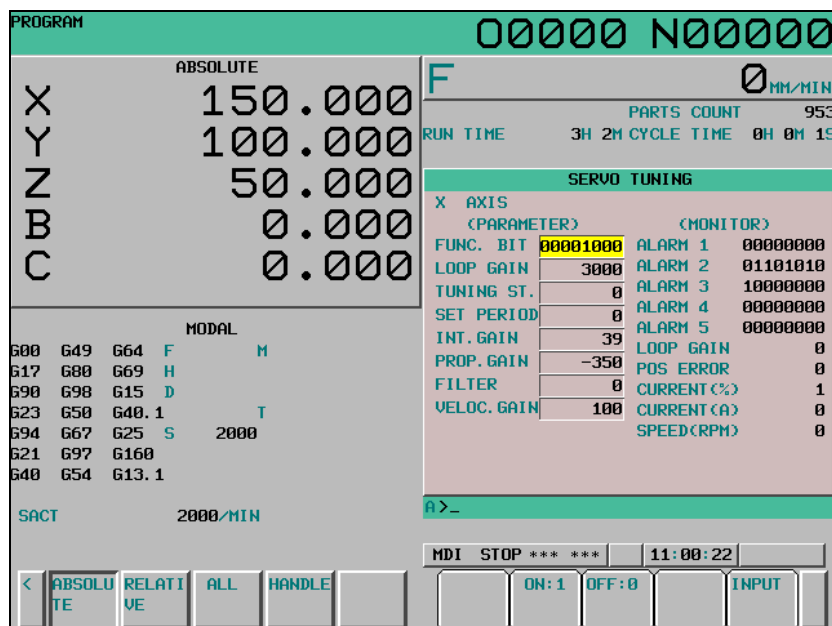 PROGRAM
O0000 N00000
ABSOLUTE
X 150.000
Y 100.000
Z 50.000
B 0.000
C 0.000
F 0 MM/MIN
PARTS COUNT 953
RUN TIME 3H 2M CYCLE TIME 0H 0M 1S
SERVO TUNING
X AXIS
(PARAMETER) (MONITOR)
FUNC. BIT 00001000 ALARM 1 00000000
LOOP GAIN 3000 ALARM 2 01101010
TUNING ST. 0 ALARM 3 10000000
SET PERIOD 0 ALARM 4 00000000
INT.GAIN 39 ALARM 5 00000000
PROP.GAIN -350 LOOP GAIN 0
FILTER 0 POS ERROR 0
VELOC.GAIN 100 CURRENT(%) 1
CURRENT(A) 0
SPEED(RPM) 0
MODAL
G00 G49 G64 F M
G17 G80 G69 H
G90 G98 G15 D
G23 G50 G40.1 T
G94 G67 G25 S 2000
G21 G97 G160
G40 G54 G13.1
SACT 2000/MIN
A>_
MDI STOP *** *** 11:00:22
< ABSOLUTE RELATIVE ALL HANDLE ON:1 OFF:0 INPUT